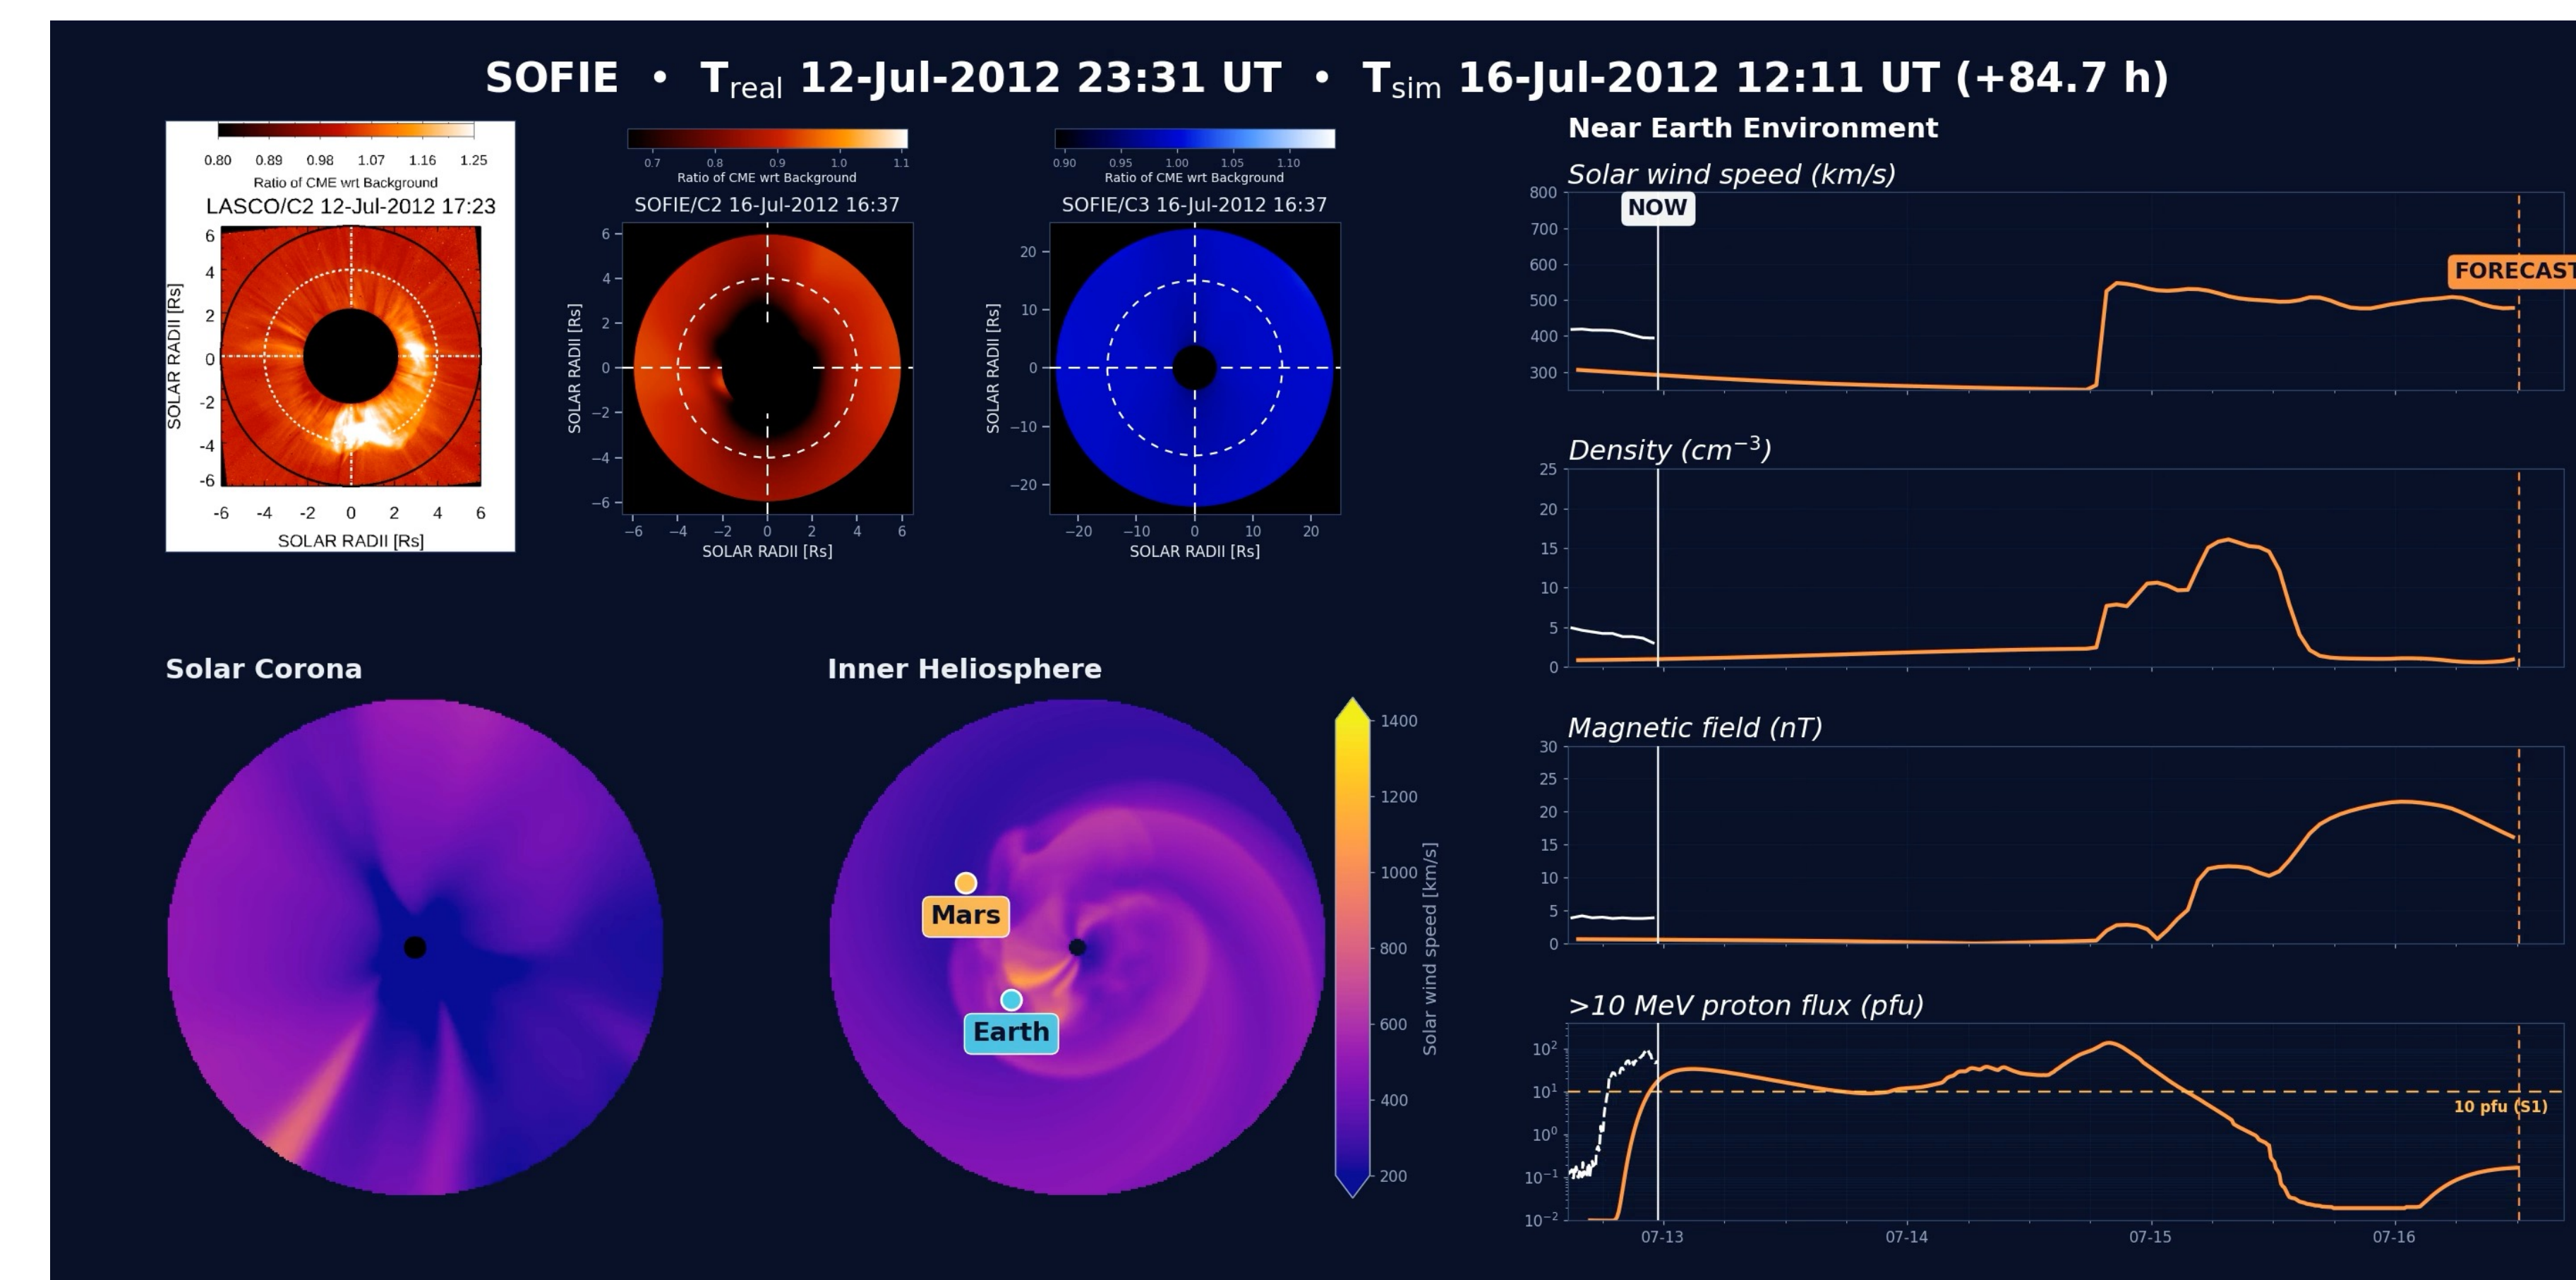 SOFIE • Treal 12-Jul-2012 23:31 UT • Tsim 16-Jul-2012 12:11 UT (+84.7 h)
0.80 0.89 0.98 1.07 1.16 1.25
Ratio of CME wrt Background
LASCO/C2 12-Jul-2012 17:23
SOLAR RADII [Rs]
6
4
2
0
-2
-4
-6
-6 -4 -2 0 2 4 6
SOLAR RADII [Rs]
0.7 0.8 0.9 1.0 1.1
Ratio of CME wrt Background
SOFIE/C2 16-Jul-2012 16:37
SOLAR RADII [Rs]
6
4
2
0
−2
−4
−6
−6 −4 −2 0 2 4 6
SOLAR RADII [Rs]
0.90 0.95 1.00 1.05 1.10
Ratio of CME wrt Background
SOFIE/C3 16-Jul-2012 16:37
SOLAR RADII [Rs]
20
10
0
−10
−20
−20 −10 0 10 20
SOLAR RADII [Rs]
Solar Corona
Inner Heliosphere
Mars
Earth
1400
1200
1000
800
600
400
200
Solar wind speed [km/s]
Near Earth Environment
Solar wind speed (km/s)
800
700
600
500
400
300
NOW
FORECAST
Density (cm⁻³)
25
20
15
10
5
0
Magnetic field (nT)
30
25
20
15
10
5
0
>10 MeV proton flux (pfu)
10²
10¹
10⁰
10⁻¹
10⁻²
10 pfu (S1)
07-13 07-14 07-15 07-16